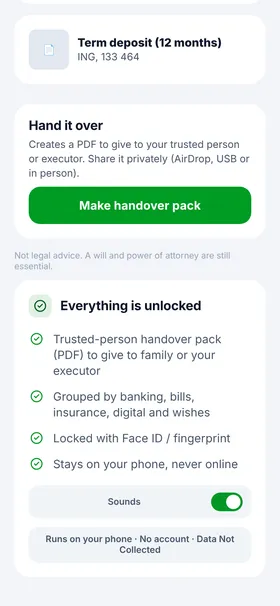 Term deposit (12 months)
ING, 133 464
Hand it over
Creates a PDF to give to your trusted person
or executor. Share it privately (AirDrop, USB or
in person).
Make handover pack
Not legal advice. A will and power of attorney are still
essential.
Everything is unlocked
Trusted-person handover pack
(PDF) to give to family or your
executor
Grouped by banking, bills,
insurance, digital and wishes
Locked with Face ID / fingerprint
Stays on your phone, never online
Sounds
Runs on your phone · No account · Data Not
Collected